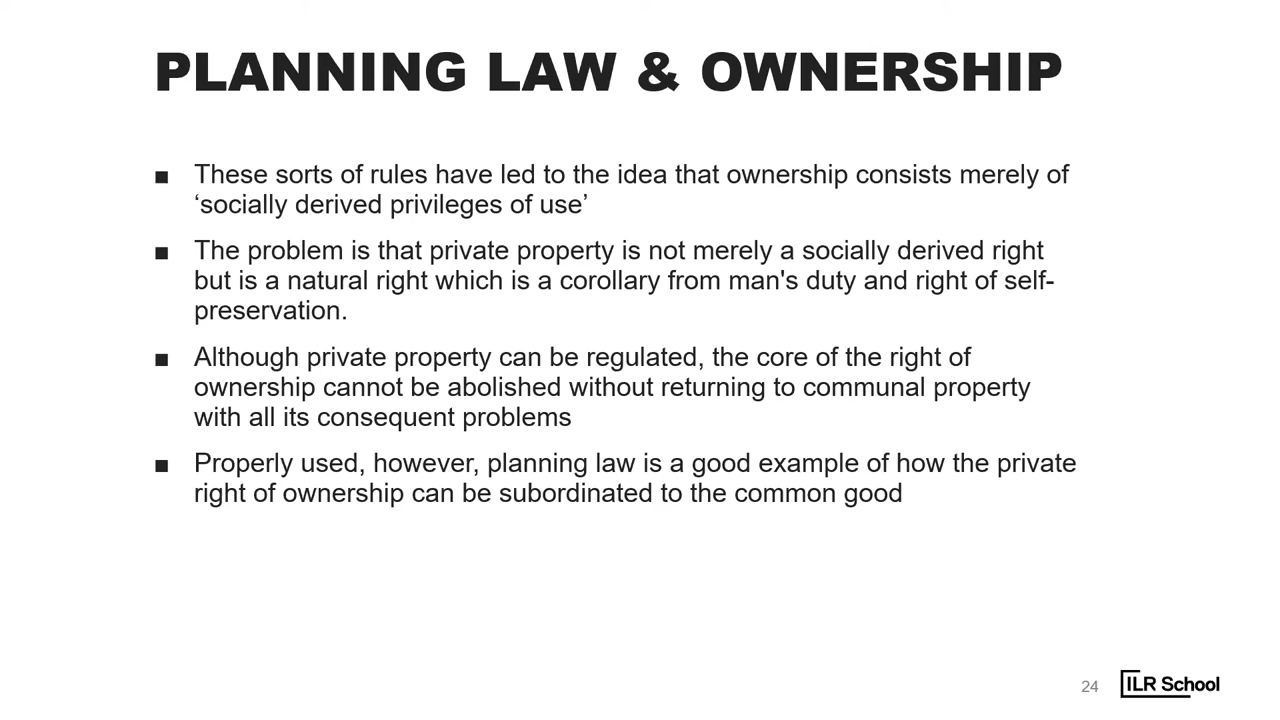 PLANNING LAW & OWNERSHIP
■ These sorts of rules have led to the idea that ownership consists merely of
‘socially derived privileges of use’
■ The problem is that private property is not merely a socially derived right
but is a natural right which is a corollary from man's duty and right of self-
preservation.
■ Although private property can be regulated, the core of the right of
ownership cannot be abolished without returning to communal property
with all its consequent problems
■ Properly used, however, planning law is a good example of how the private
right of ownership can be subordinated to the common good
24
ILR School